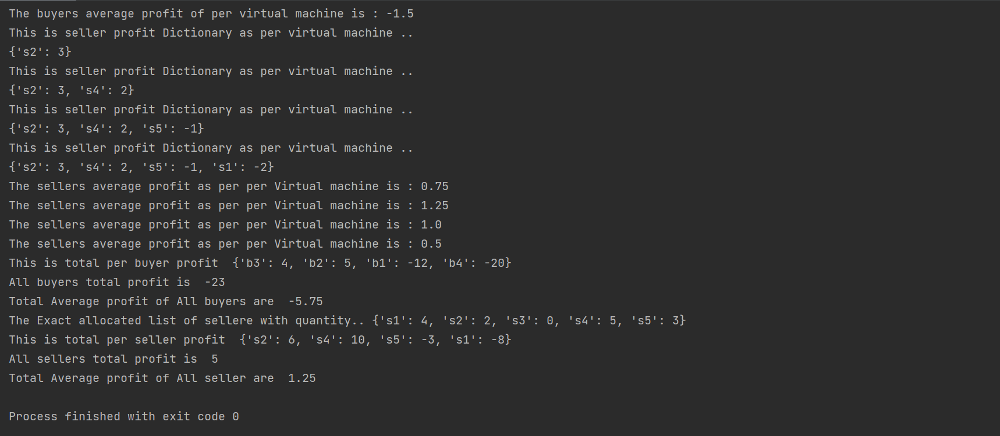 The buyers average profit of per virtual machine is : -1.5
This is seller profit Dictionary as per virtual machine ..
{'s2': 3}
This is seller profit Dictionary as per virtual machine ..
{'s2': 3, 's4': 2}
This is seller profit Dictionary as per virtual machine ..
{'s2': 3, 's4': 2, 's5': -1}
This is seller profit Dictionary as per virtual machine ..
{'s2': 3, 's4': 2, 's5': -1, 's1': -2}
The sellers average profit as per per Virtual machine is : 0.75
The sellers average profit as per per Virtual machine is : 1.25
The sellers average profit as per per Virtual machine is : 1.0
The sellers average profit as per per Virtual machine is : 0.5
This is total per buyer profit  {'b3': 4, 'b2': 5, 'b1': -12, 'b4': -20}
All buyers total profit is  -23
Total Average profit of All buyers are  -5.75
The Exact allocated list of sellere with quantity.. {'s1': 4, 's2': 2, 's3': 0, 's4': 5, 's5': 3}
This is total per seller profit  {'s2': 6, 's4': 10, 's5': -3, 's1': -8}
All sellers total profit is  5
Total Average profit of All seller are  1.25
Process finished with exit code 0